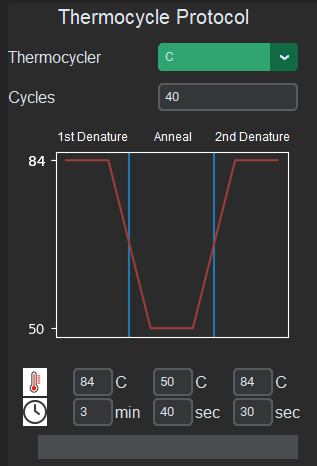 Thermocycle Protocol
Thermocycler C
Cycles 40
1st Denature Anneal 2nd Denature
84
50
84 C 50 C 84 C
3 min 40 sec 30 sec